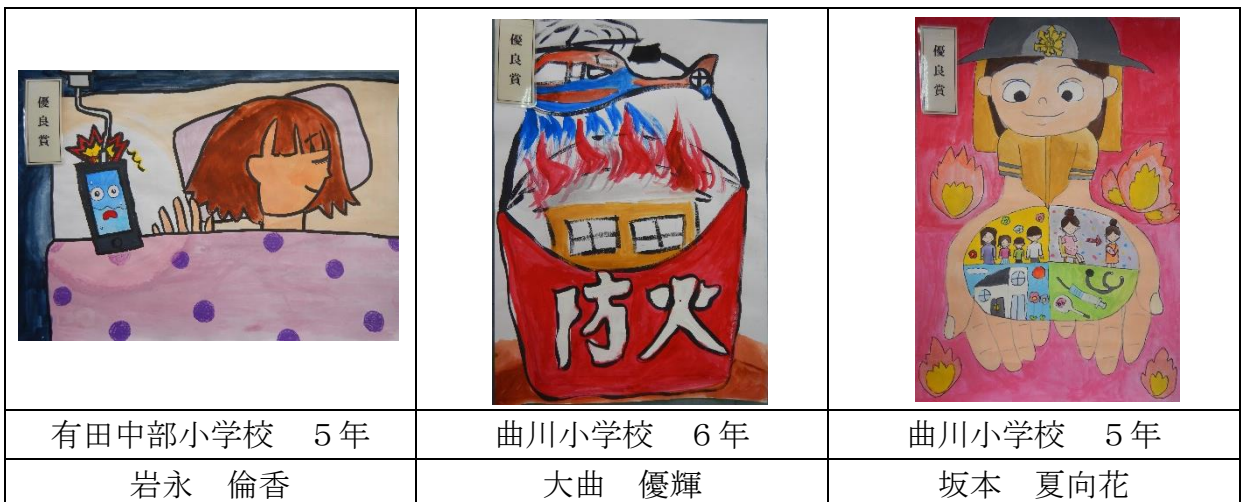 優良賞
優良賞
優良賞
防火
有田中部小学校　５年
曲川小学校　６年
曲川小学校　５年
岩永　倫香
大曲　優輝
坂本　夏向花